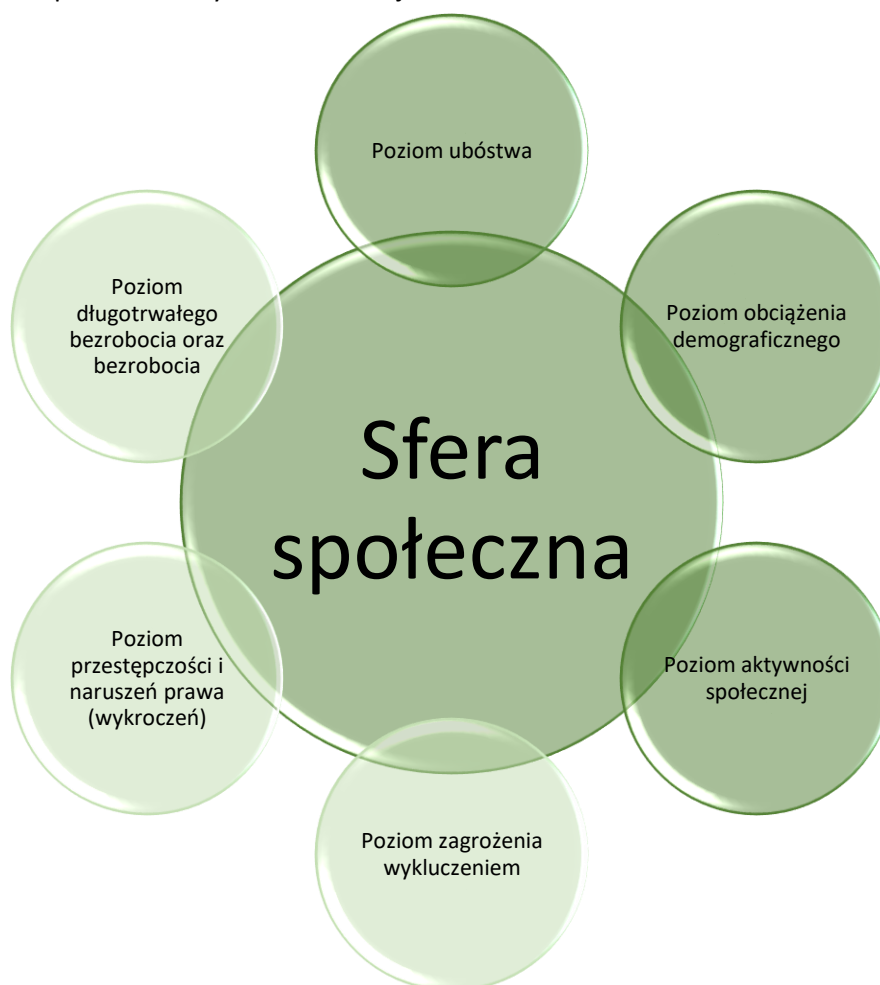 Poziom ubóstwa
Poziom obciążenia
demograficznego
Poziom aktywności
społecznej
Poziom zagrożenia
wykluczeniem
Poziom
przestępczości i
naruszeń prawa
(wykroczeń)
Poziom
długotrwałego
bezrobocia oraz
bezrobocia
Sfera
społeczna